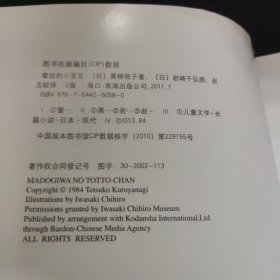 图书在版编目(CIP)数据
窗边的小豆豆/〔日〕黑柳彻子著;〔日〕岩崎千弘图;赵
玉皎译.-2版.-海口:南海出版公司,2011.1
ISBN 978-7-5442-5058-0
Ⅰ.①窗… Ⅱ.①黑…②岩…③赵… Ⅲ.①儿童文学-长
篇小说-日本-现代 Ⅳ.①I313.84
中国版本图书馆CIP数据核字(2010)第229155号
著作权合同登记号 图字:30-2002-113
MADOGIWA NO TOTTO-CHAN
Copyright © 1984 Tetsuko Kuroyanagi
Illustrations by Iwasaki Chihiro
Permissions granted by Iwasaki Chihiro Museum
Published by arrangement with Kodansha International,Ltd.
through Bardon-Chinese Media Agency
ALL RIGHTS RESERVED